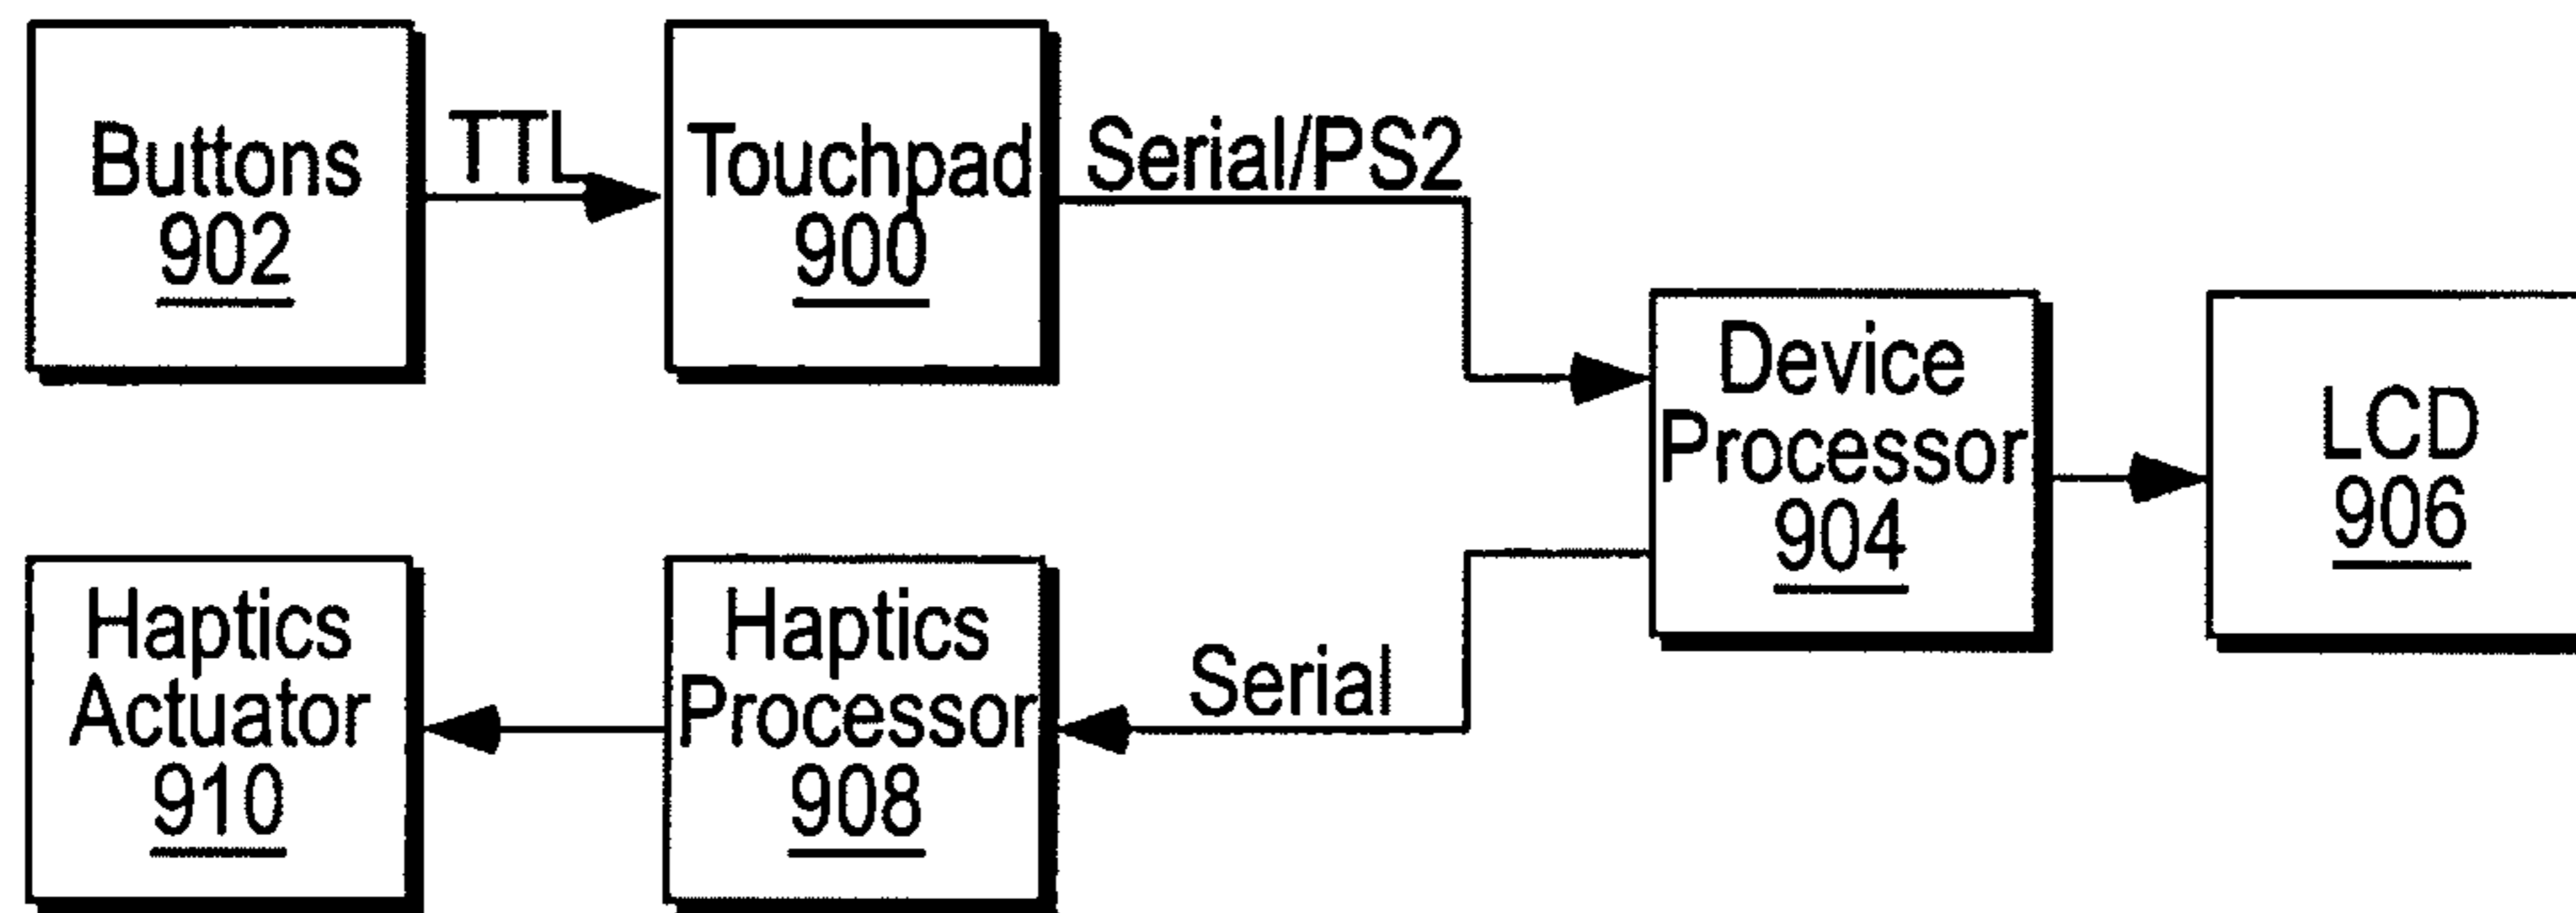 Buttons
902
TTL
Touchpad
900
Serial/PS2
Device
Processor
904
LCD
906
Haptics
Actuator
910
Haptics
Processor
908
Serial